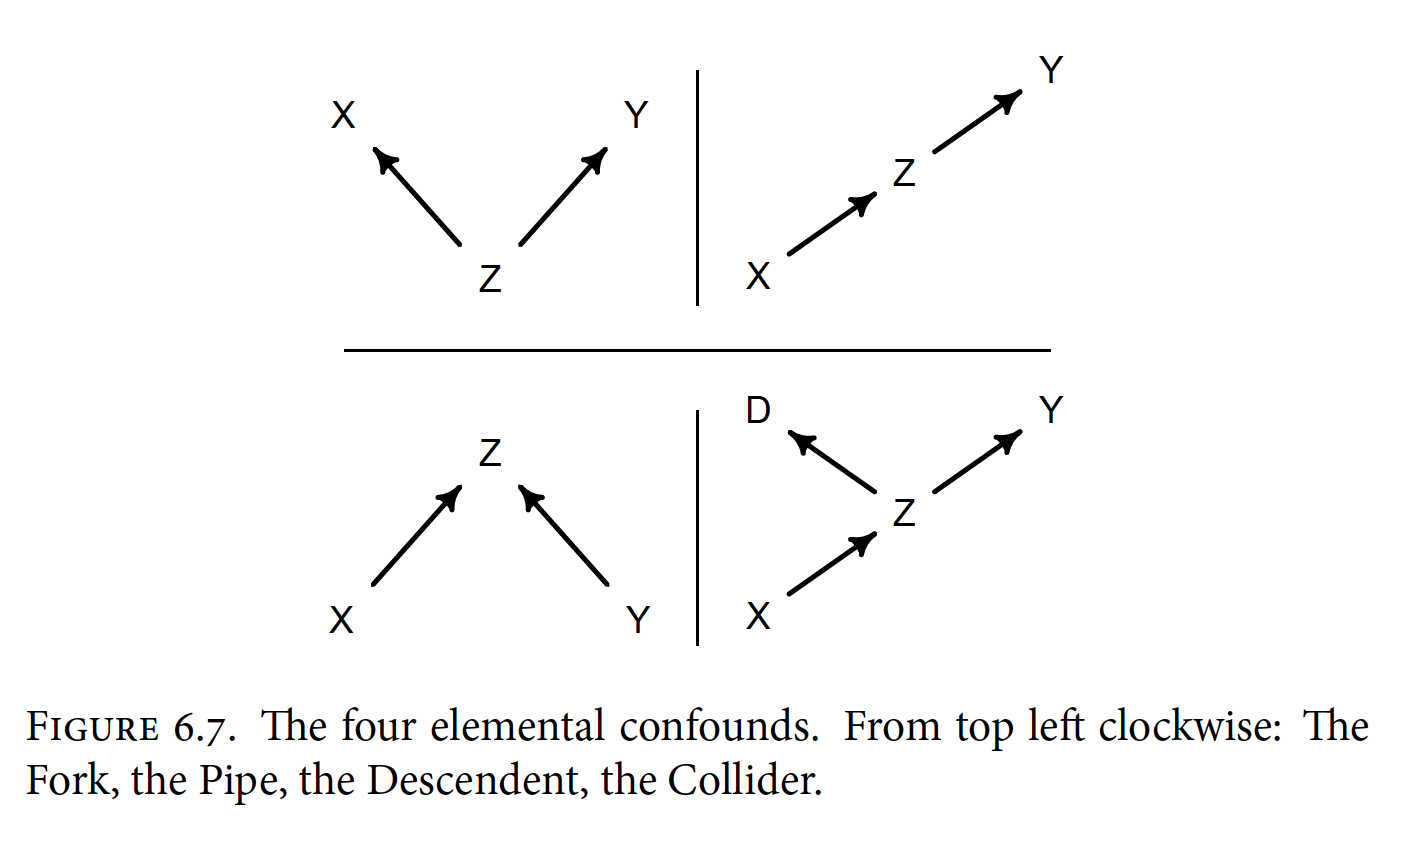 X Y
Z
Y
Z
X
Z
X Y
D Y
Z
X
FIGURE 6.7. The four elemental confounds. From top left clockwise: The
Fork, the Pipe, the Descendent, the Collider.